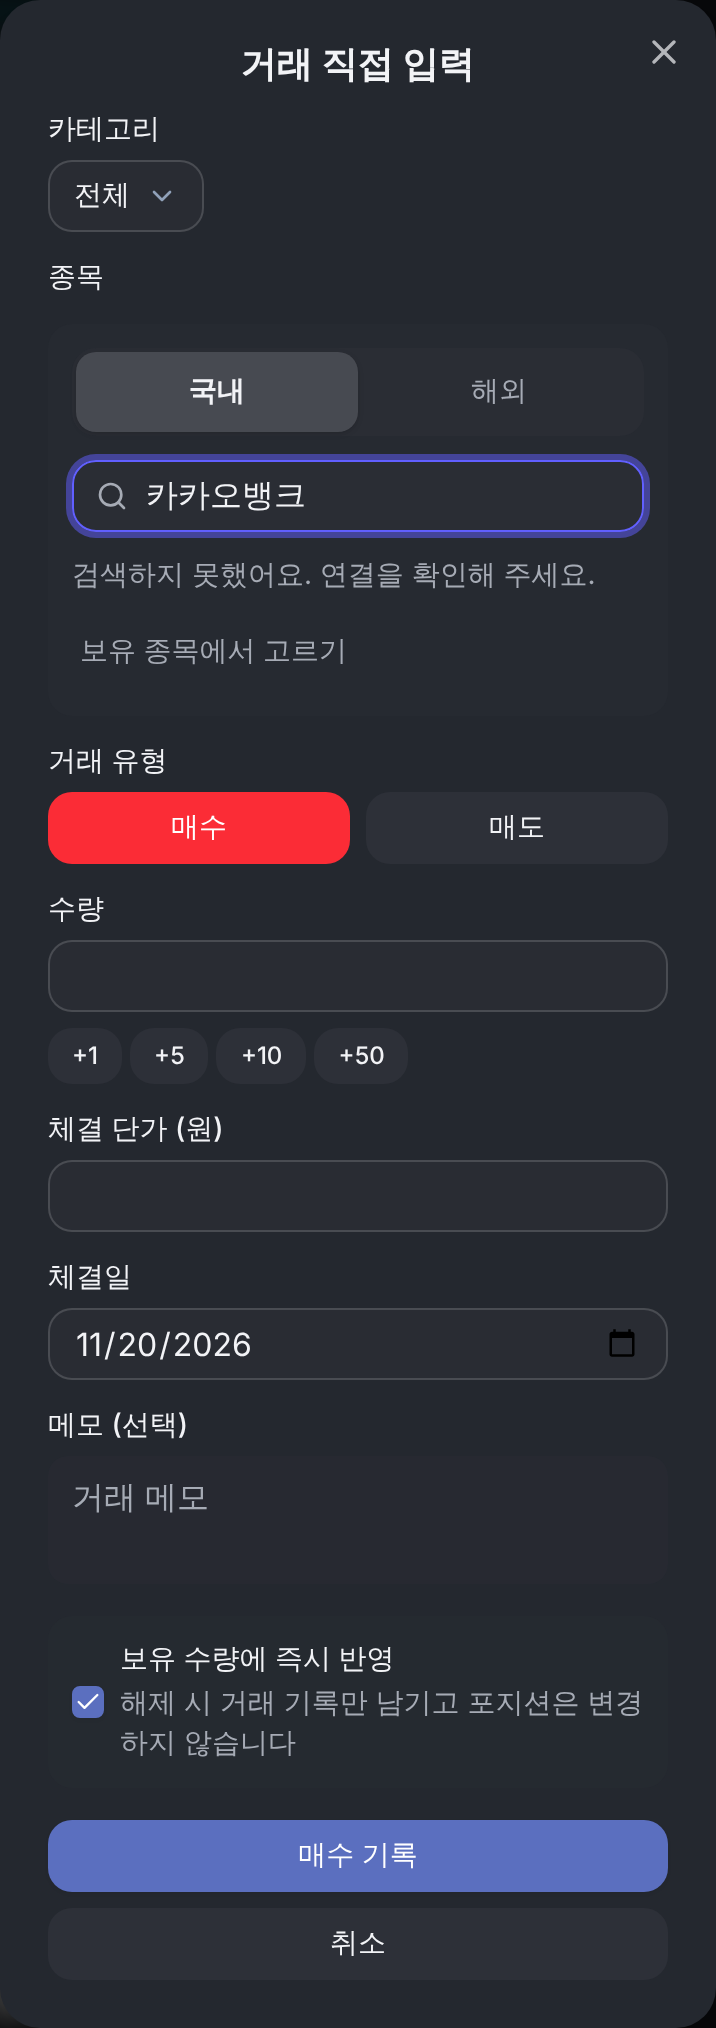 거래 직접 입력
카테고리
전체
종목
국내
해외
카카오뱅크
검색하지 못했어요. 연결을 확인해 주세요.
보유 종목에서 고르기
거래 유형
매수
매도
수량
+1
+5
+10
+50
체결 단가 (원)
체결일
11/20/2026
메모 (선택)
거래 메모
보유 수량에 즉시 반영
해제 시 거래 기록만 남기고 포지션은 변경
하지 않습니다
매수 기록
취소